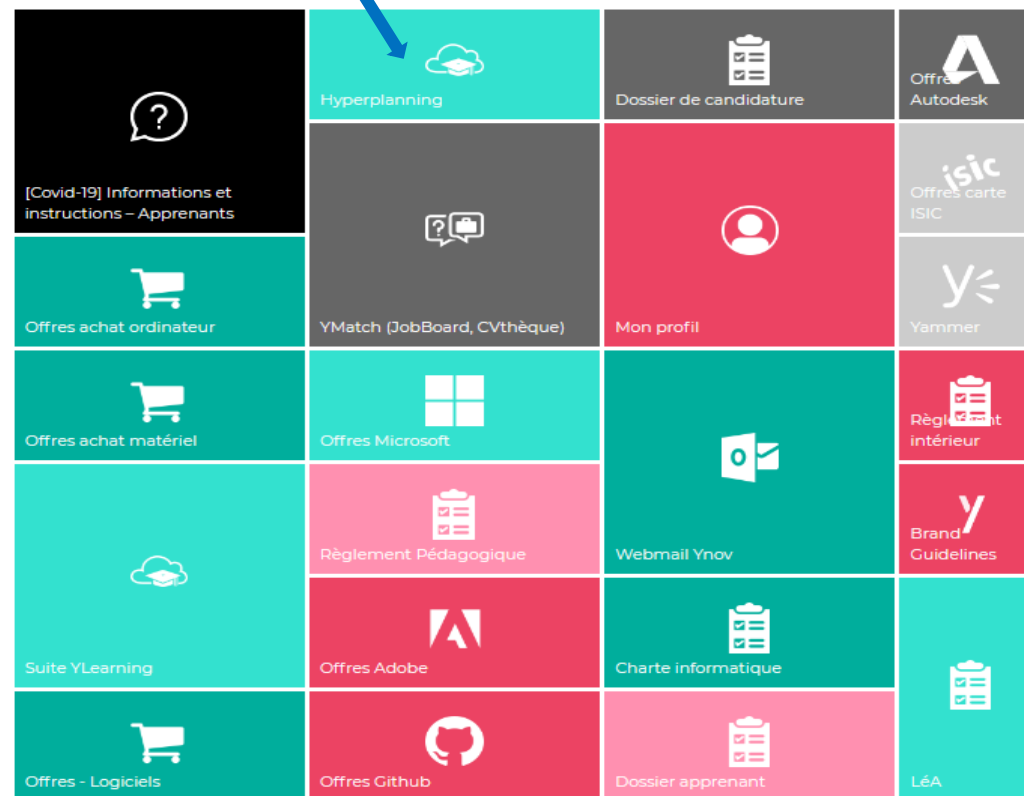 Hyperplanning
Dossier de candidature
Offres
Autodesk
[Covid-19] Informations et
instructions – Apprenants
isic
Offres carte
ISIC
Offres achat ordinateur
YMatch (JobBoard, CVthèque)
Mon profil
Yammer
Offres achat matériel
Offres Microsoft
Règlement
intérieur
Règlement Pédagogique
Webmail Ynov
Brand
Guidelines
Suite YLearning
Offres Adobe
Charte informatique
Offres - Logiciels
Offres Github
Dossier apprenant
LéA